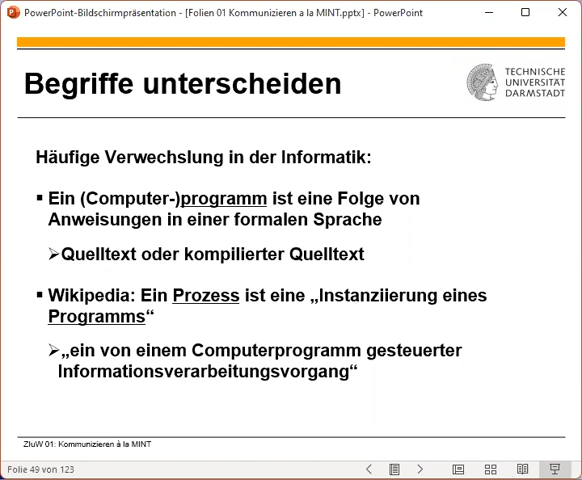 PowerPoint-Bildschirmpräsentation - [Folien 01 Kommunizieren a la MINT.pptx] - PowerPoint
Begriffe unterscheiden
TECHNISCHE
UNIVERSITÄT
DARMSTADT
Häufige Verwechslung in der Informatik:
▪ Ein (Computer-)programm ist eine Folge von
Anweisungen in einer formalen Sprache
➢Quelltext oder kompilierter Quelltext
▪ Wikipedia: Ein Prozess ist eine „Instanziierung eines
Programms“
➢„ein von einem Computerprogramm gesteuerter
Informationsverarbeitungsvorgang“
ZIuW 01: Kommunizieren à la MINT
Folie 49 von 123